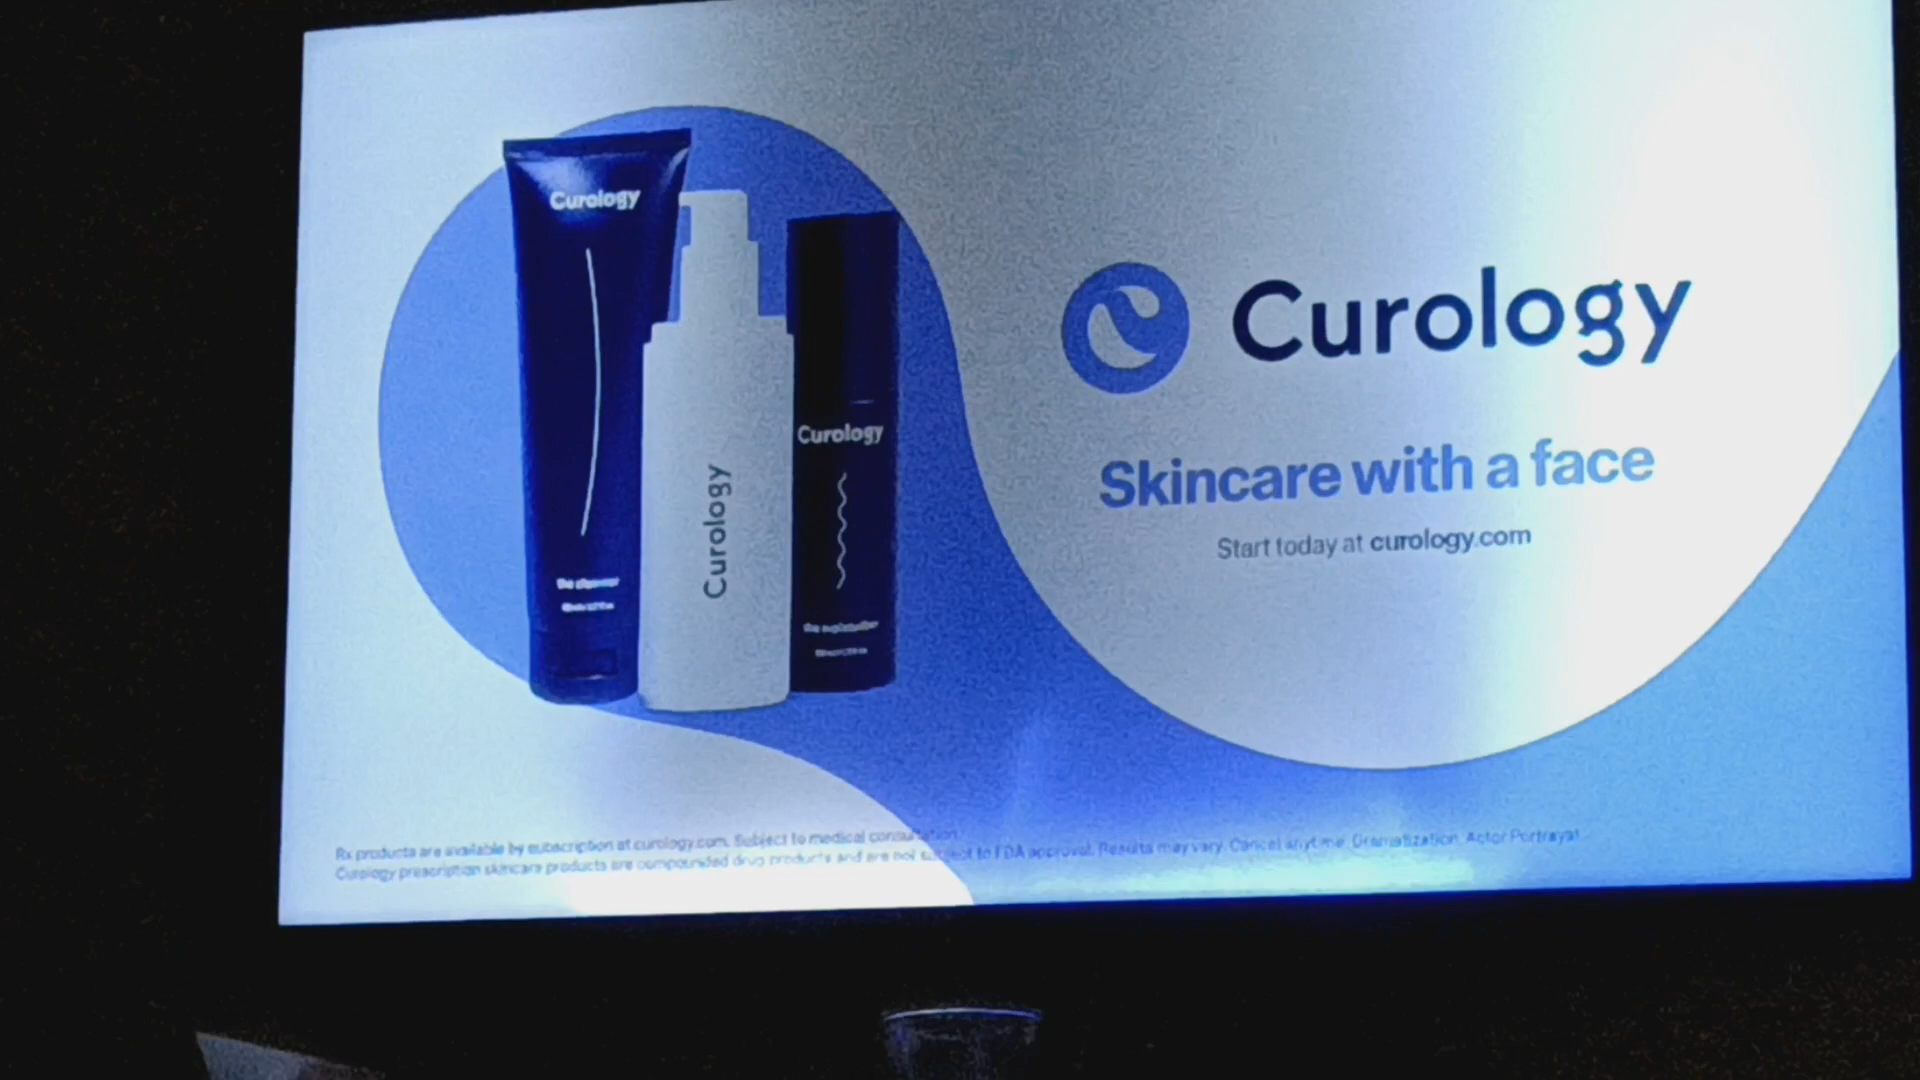 Curology
the cleanser
Curology
Curology
Curology
Skincare with a face
Start today at curology.com
Rx products are available by subscription at curology.com. Subject to medical consultation.
Curology prescription skincare products are compounded drug products and are not subject to FDA approval. Results may vary. Cancel anytime. Dramatization. Actor Portrayal